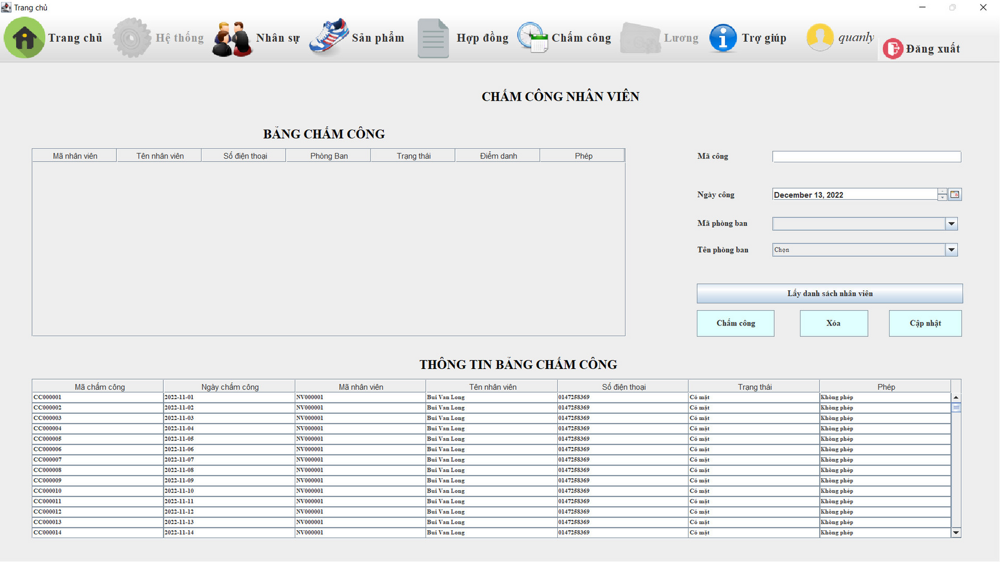 Trang chủ
Trang chủ Hệ thống Nhân sự Sản phẩm Hợp đồng Chấm công Lương Trợ giúp quanly Đăng xuất
CHẤM CÔNG NHÂN VIÊN
BẢNG CHẤM CÔNG
Mã nhân viên Tên nhân viên Số điện thoại Phòng Ban Trạng thái Điểm danh Phép
Mã công
Ngày công December 13, 2022
Mã phòng ban
Tên phòng ban Chọn
Lấy danh sách nhân viên
Chấm công Xóa Cập nhật
THÔNG TIN BẢNG CHẤM CÔNG
Mã chấm công Ngày chấm công Mã nhân viên Tên nhân viên Số điện thoại Trạng thái Phép
CC000001 2022-11-01 NV000001 Bui Van Long 0147258369 Có mặt Không phép
CC000002 2022-11-02 NV000001 Bui Van Long 0147258369 Có mặt Không phép
CC000003 2022-11-03 NV000001 Bui Van Long 0147258369 Có mặt Không phép
CC000004 2022-11-04 NV000001 Bui Van Long 0147258369 Có mặt Không phép
CC000005 2022-11-05 NV000001 Bui Van Long 0147258369 Có mặt Không phép
CC000006 2022-11-06 NV000001 Bui Van Long 0147258369 Có mặt Không phép
CC000007 2022-11-07 NV000001 Bui Van Long 0147258369 Có mặt Không phép
CC000008 2022-11-08 NV000001 Bui Van Long 0147258369 Có mặt Không phép
CC000009 2022-11-09 NV000001 Bui Van Long 0147258369 Có mặt Không phép
CC000010 2022-11-10 NV000001 Bui Van Long 0147258369 Có mặt Không phép
CC000011 2022-11-11 NV000001 Bui Van Long 0147258369 Có mặt Không phép
CC000012 2022-11-12 NV000001 Bui Van Long 0147258369 Có mặt Không phép
CC000013 2022-11-13 NV000001 Bui Van Long 0147258369 Có mặt Không phép
CC000014 2022-11-14 NV000001 Bui Van Long 0147258369 Có mặt Không phép